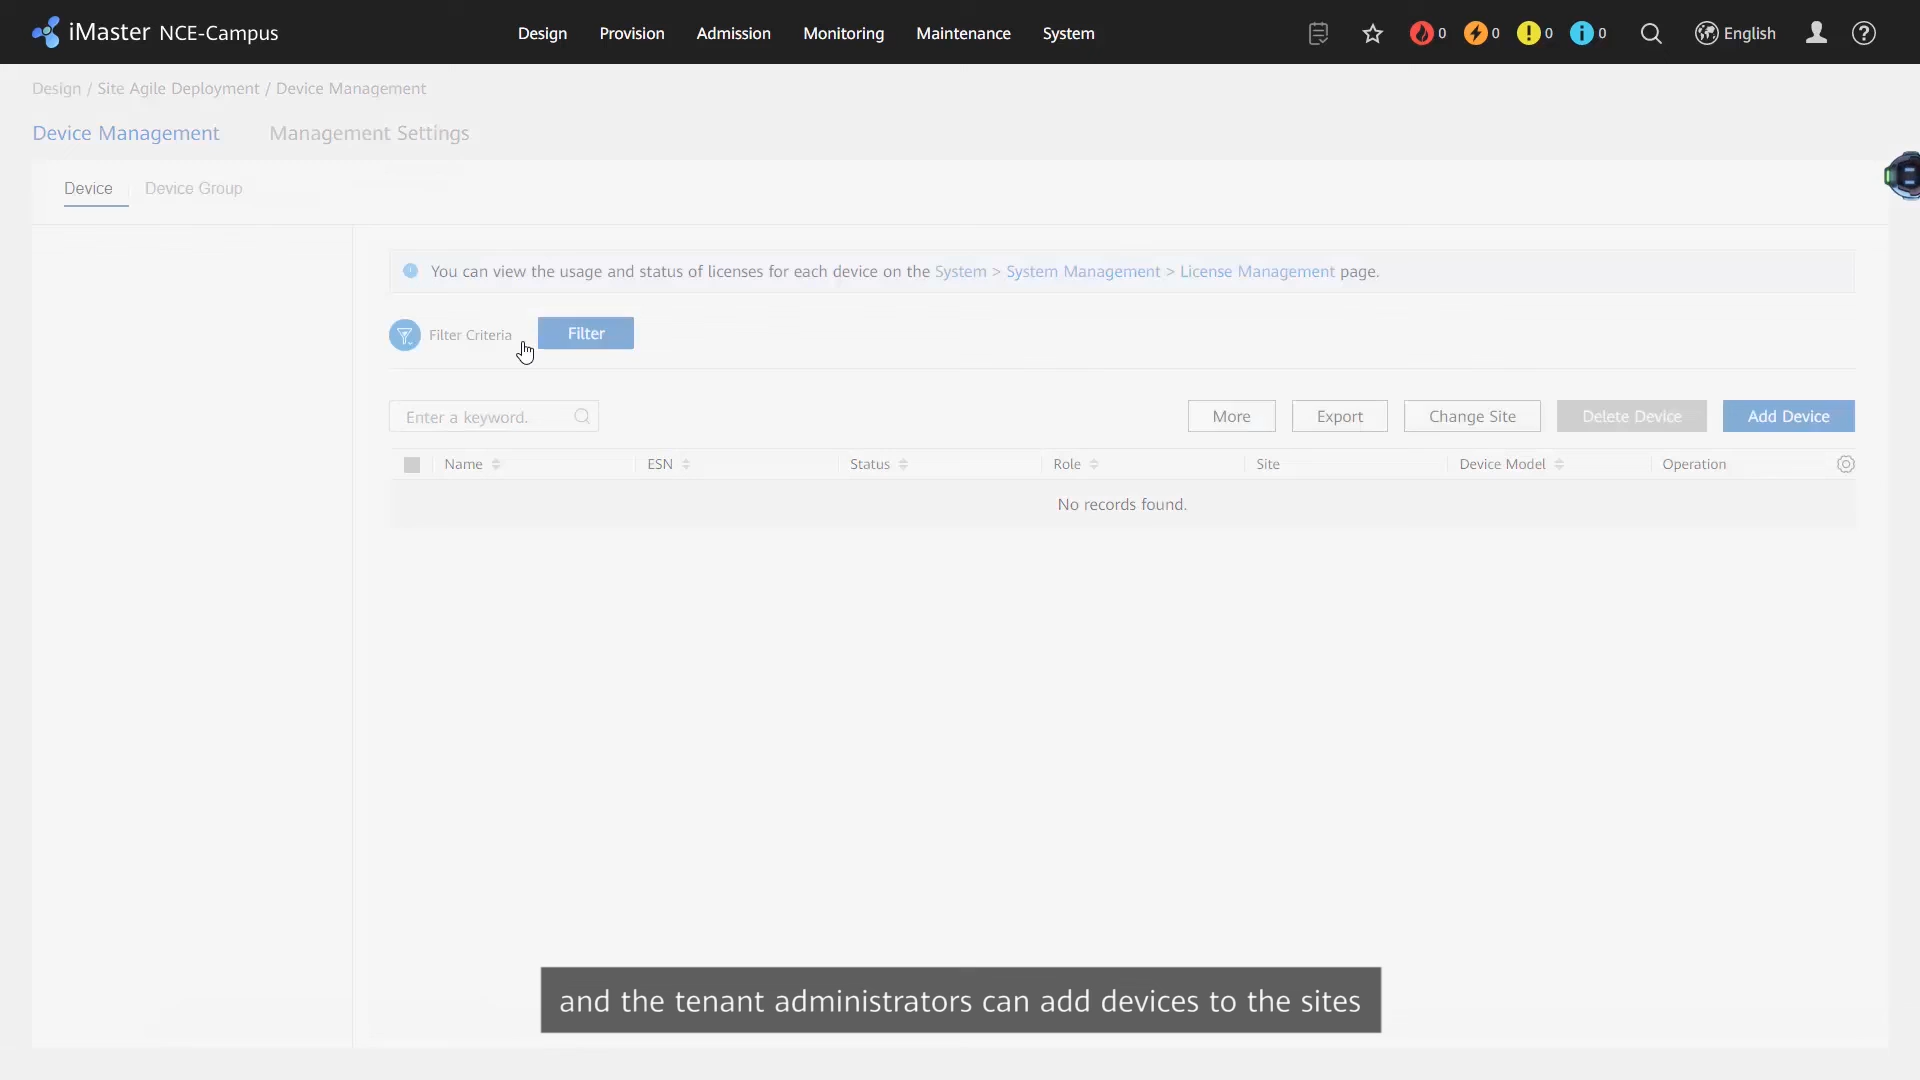 iMaster NCE-Campus
Design Provision Admission Monitoring Maintenance System
0 0 0 0 English
Design / Site Agile Deployment / Device Management
Device Management Management Settings
Device Device Group
You can view the usage and status of licenses for each device on the System > System Management > License Management page.
Filter Criteria Filter
Enter a keyword. More Export Change Site Delete Device Add Device
Name ESN Status Role Site Device Model Operation
No records found.
and the tenant administrators can add devices to the sites